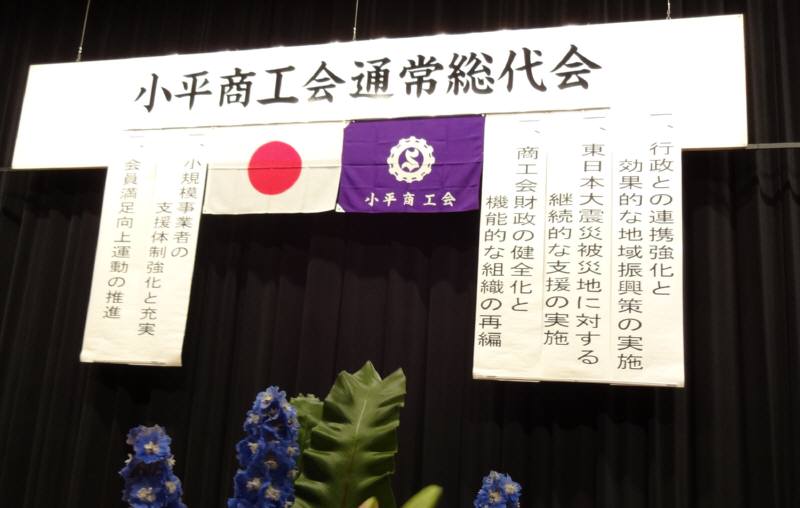 小平商工会通常総代会
小平商工会
一、行政との連携強化と
効果的な地域振興策の実施
一、東日本大震災被災地に対する
継続的な支援の実施
一、商工会財政の健全化と
機能的な組織の再編
一、小規模事業者の
支援体制強化と充実
一、会員満足向上運動の推進